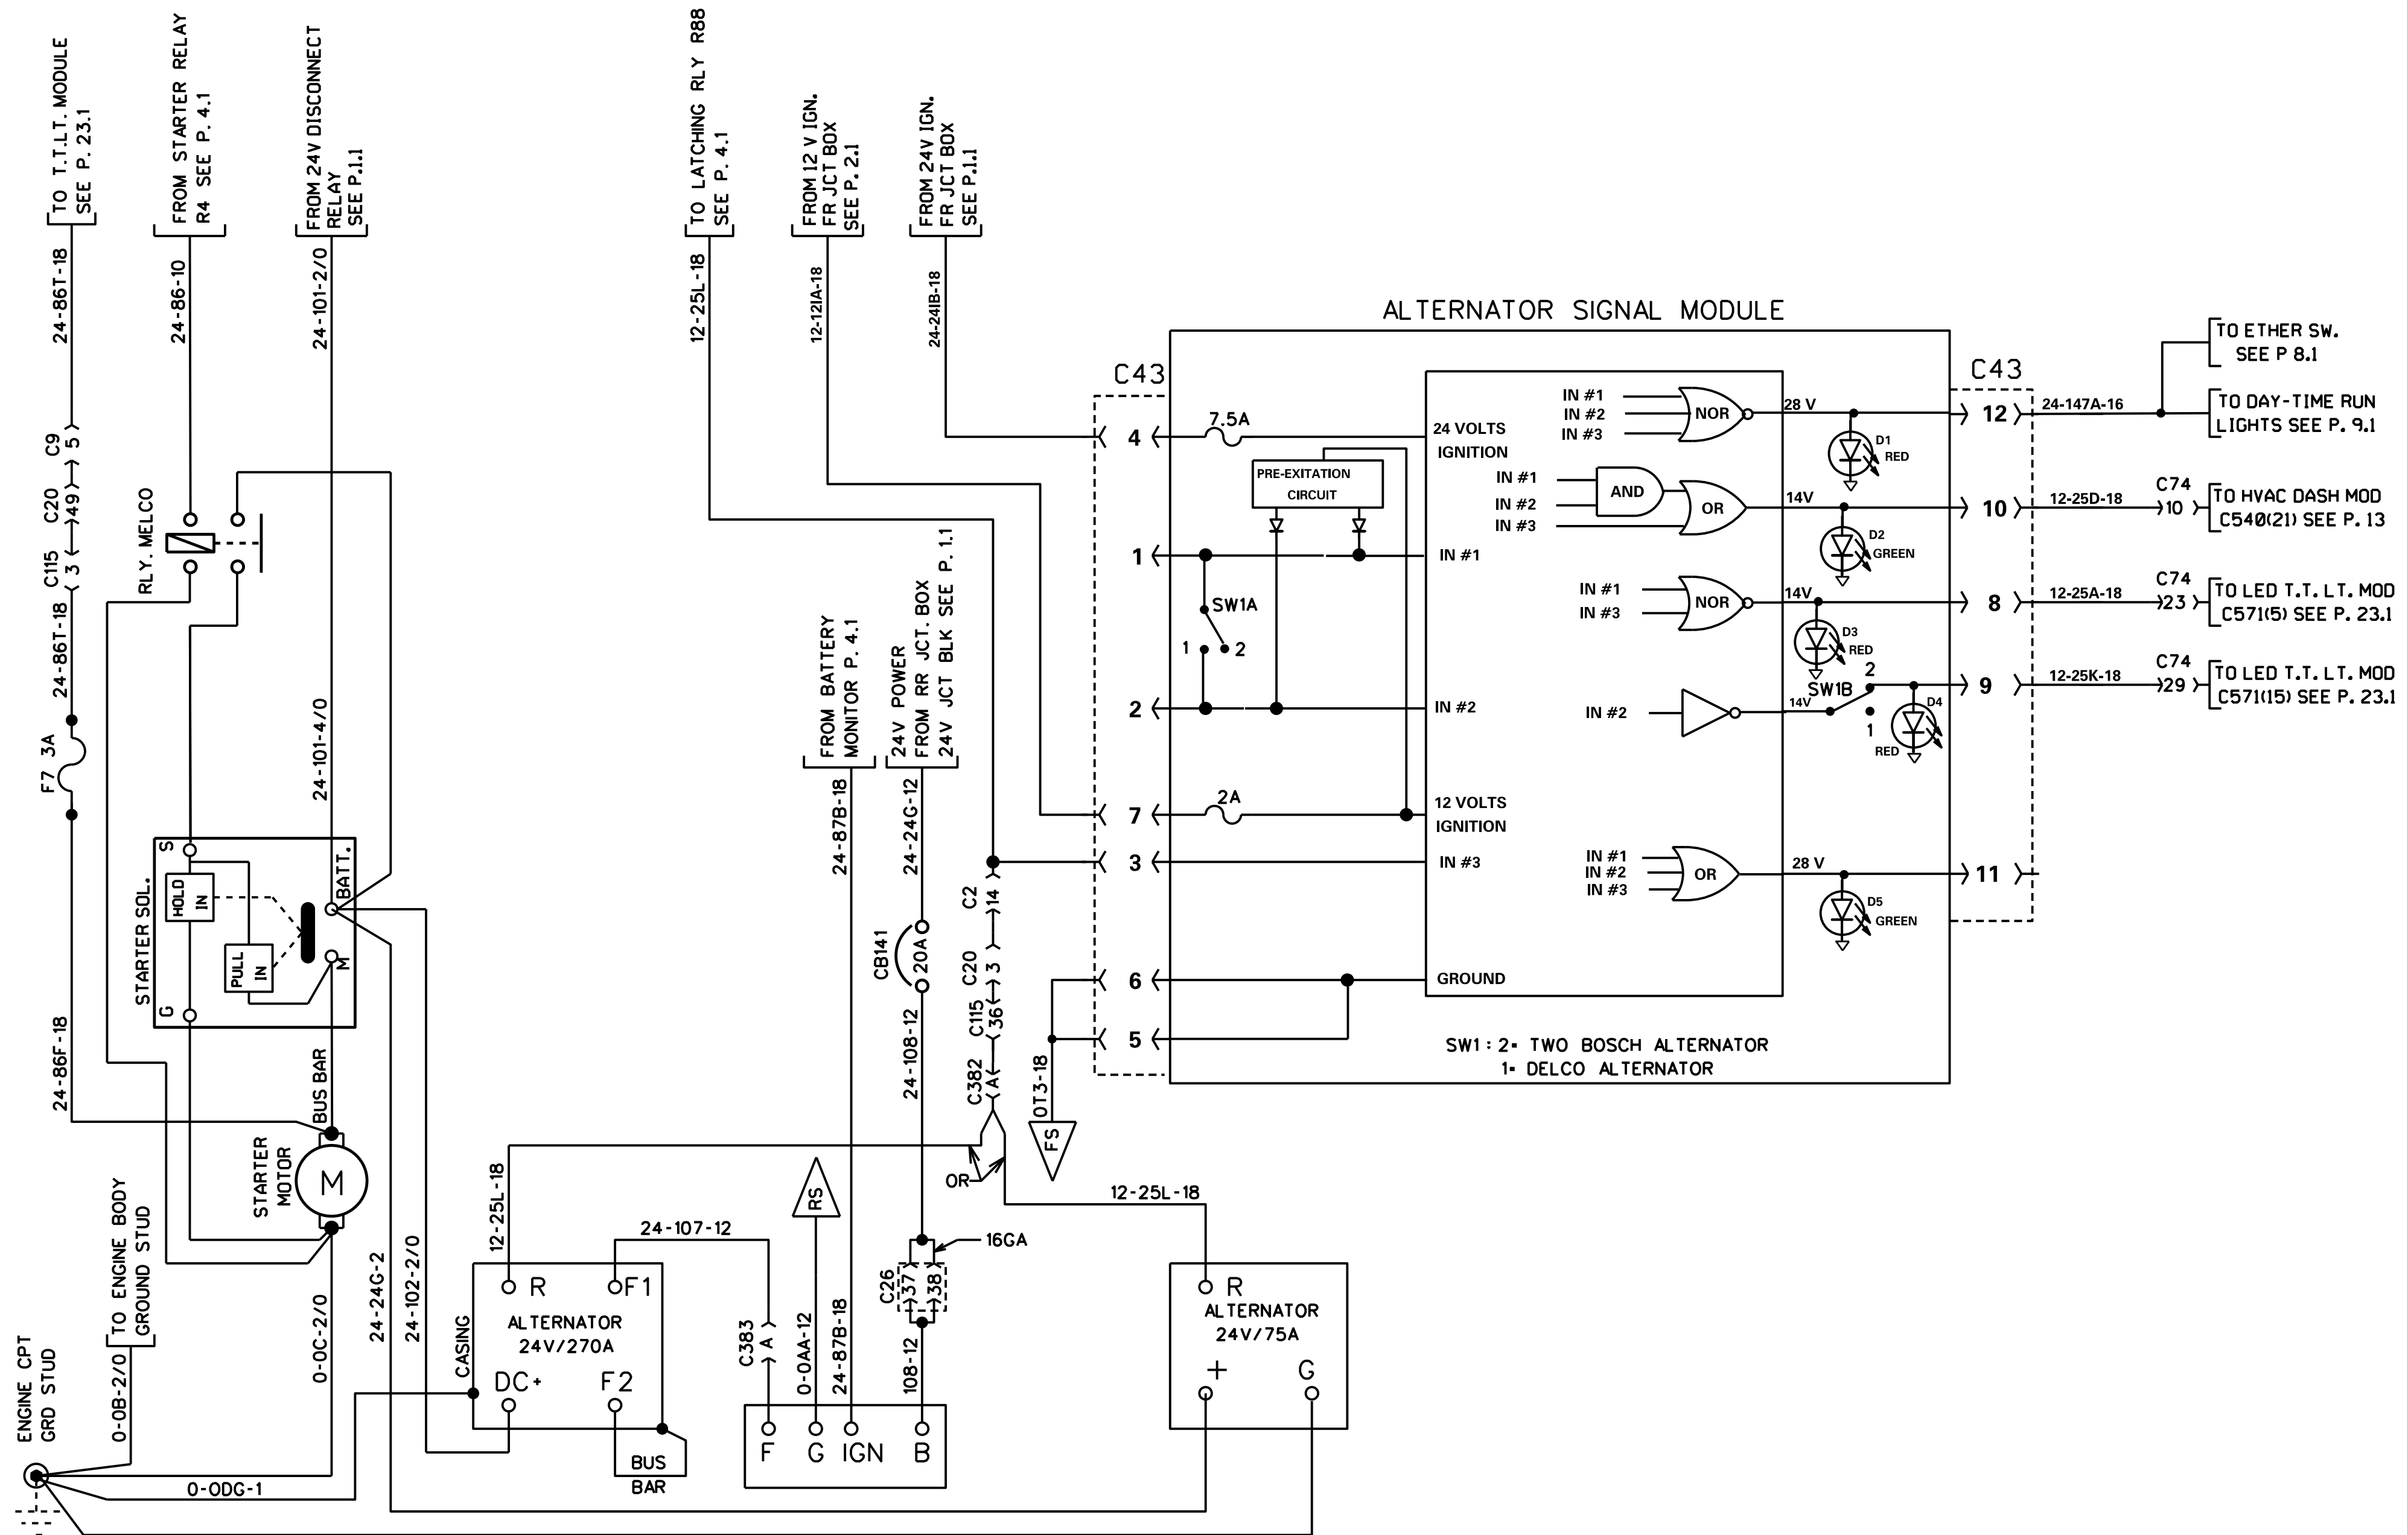 TO T.T.LT. MODULE
SEE P. 23.1
FROM STARTER RELAY
R4 SEE P. 4.1
FROM 24V DISCONNECT
RELAY
SEE P.1.1
TO LATCHING RLY R88
SEE P. 4.1
FROM 12 V IGN.
FR JCT BOX
SEE P. 2.1
FROM 24V IGN.
FR JCT BOX
SEE P.1.1
24-86T-18
24-86-10
24-101-2/0
12-25L-18
12-12IA-18
24-24IB-18
C9
5
C20
49
C115
3
24-86T-18
F7 3A
RLY. MELCO
24-101-4/0
STARTER SOL.
S
HOLD
IN
PULL
IN
BATT.
M
G
24-86F-18
BUS BAR
STARTER
MOTOR
M
TO ENGINE BODY
GROUND STUD
ENGINE CPT
GRD STUD
0-0B-2/0
0-0C-2/0
0-0DG-1
24-24G-2
24-102-2/0
FROM BATTERY
MONITOR P. 4.1
24V POWER
FROM RR JCT. BOX
24V JCT BLK SEE P. 1.1
24-87B-18
24-24G-12
CB141
20A
24-108-12
C2
14
C20
3
C115
36
C382
A
OR
12-25L-18
12-25L-18
24-107-12
RS
16GA
C26
37
38
CASING
R
F1
ALTERNATOR
24V/270A
DC+
F2
BUS
BAR
C383
A
0-0AA-12
24-87B-18
108-12
F
G
IGN
B
R
ALTERNATOR
24V/75A
+
G
0T3-18
FS
ALTERNATOR SIGNAL MODULE
C43
4
1
2
7
3
6
5
7.5A
PRE-EXITATION
CIRCUIT
SW1A
1
2
2A
24 VOLTS
IGNITION
IN #1
IN #2
12 VOLTS
IGNITION
IN #3
GROUND
IN #1
IN #2
IN #3
NOR
28 V
D1
RED
IN #1
IN #2
IN #3
AND
OR
14V
D2
GREEN
IN #1
IN #3
NOR
14V
D3
RED
IN #2
14V
SW1B
2
1
D4
RED
IN #1
IN #2
IN #3
OR
28 V
D5
GREEN
SW1 : 2= TWO BOSCH ALTERNATOR
1= DELCO ALTERNATOR
C43
12
10
8
9
11
24-147A-16
TO ETHER SW.
SEE P 8.1
TO DAY-TIME RUN
LIGHTS SEE P. 9.1
12-25D-18
C74
10
TO HVAC DASH MOD
C540(21) SEE P. 13
12-25A-18
C74
23
TO LED T.T. LT. MOD
C571(5) SEE P. 23.1
12-25K-18
C74
29
TO LED T.T. LT. MOD
C571(15) SEE P. 23.1